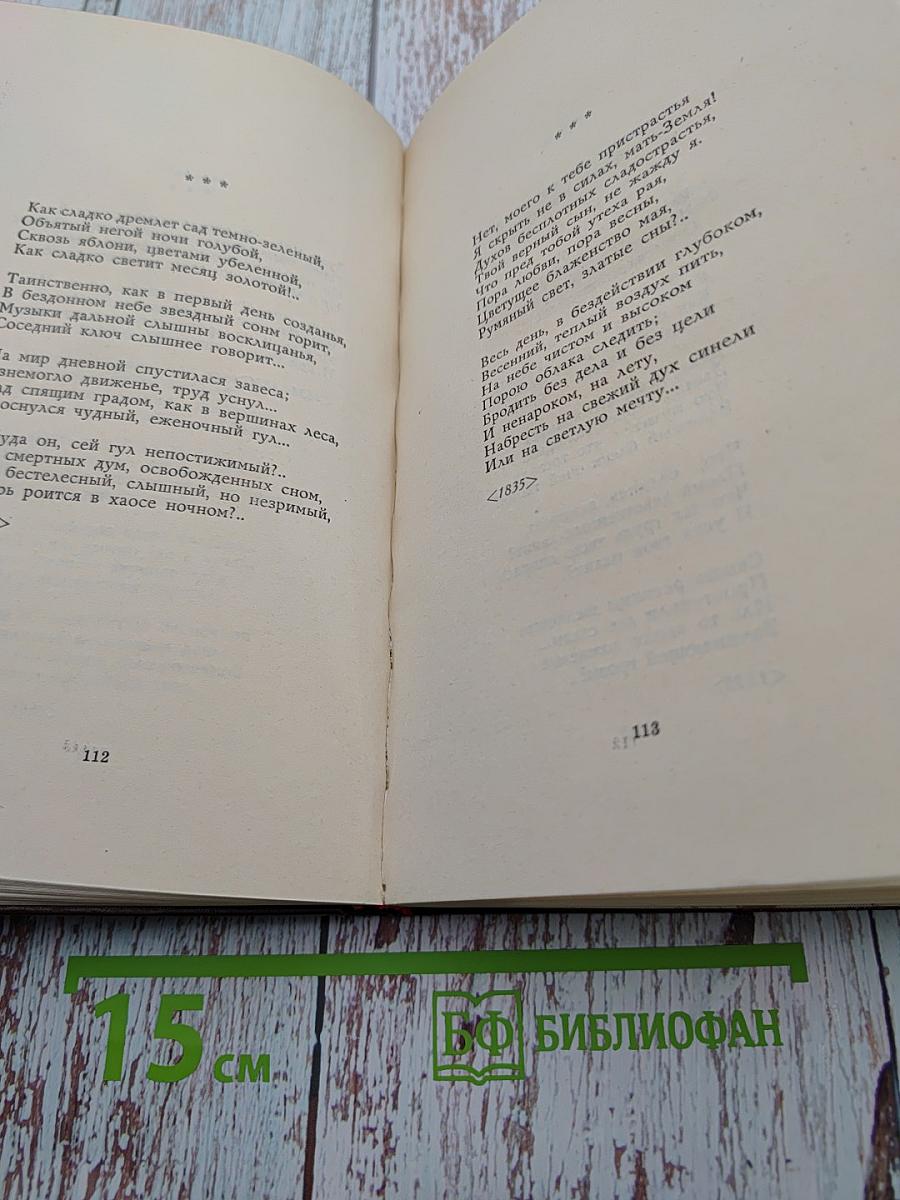 * * *
Как сладко дремлет сад темно-зеленый,
Объятый негой ночи голубой,
Сквозь яблони, цветами убеленной,
Как сладко светит месяц золотой!..
Таинственно, как в первый день созданья,
В бездонном небе звездный сонм горит,
Музыки дальной слышны восклицанья,
Соседний ключ слышнее говорит...
На мир дневной спустилася завеса;
знемогло движенье, труд уснул...
ад спящим градом, как в вершинах леса,
оснулся чудный, еженочный гул...
уда он, сей гул непостижимый?..
смертных дум, освобожденных сном,
бестелесный, слышный, но незримый,
рь роится в хаосе ночном?..
>
112
* * *
Нет, моего к тебе пристрастья
Я скрыть не в силах, мать-Земля!
Духов бесплотных сладострастья,
Твой верный сын, не жажду я.
Что пред тобой утеха рая,
Пора любви, пора весны,
Цветущее блаженство мая,
Румяный свет, златые сны?..
Весь день, в бездействии глубоком,
Весенний, теплый воздух пить,
На небе чистом и высоком
Порою облака следить;
Бродить без дела и без цели
И ненароком, на лету,
Набресть на свежий дух синели
Или на светлую мечту...
<1835>
113
15 см
БФ БИБЛИОФАН